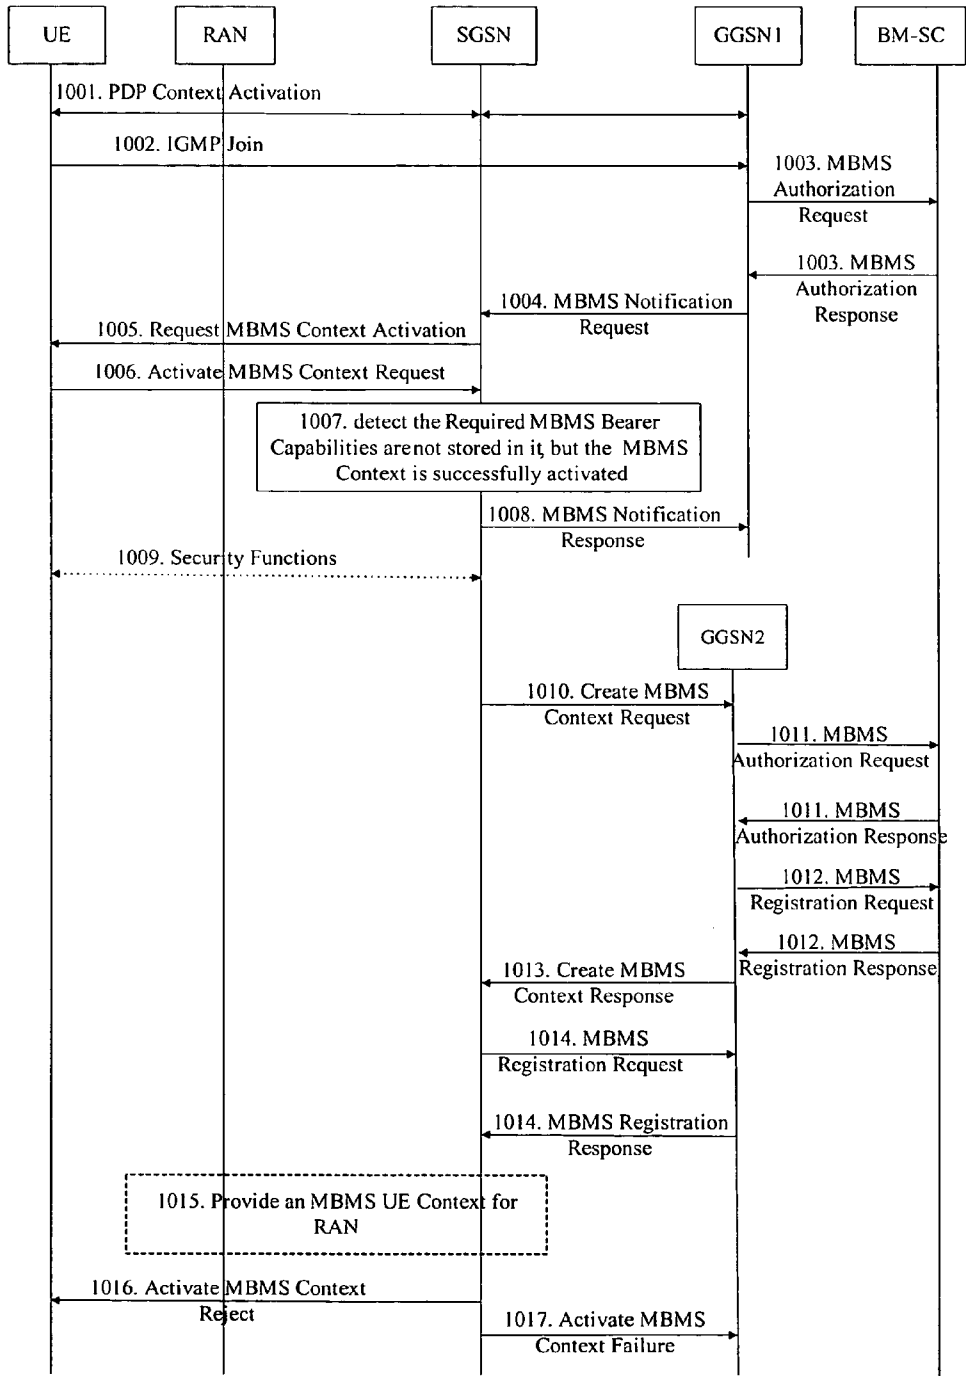 UE
RAN
SGSN
GGSN1
BM-SC
1001. PDP Context Activation
1002. IGMP Join
1003. MBMS
Authorization
Request
1003. MBMS
Authorization
Response
1004. MBMS Notification
Request
1005. Request MBMS Context Activation
1006. Activate MBMS Context Request
1007. detect the Required MBMS Bearer
Capabilities are not stored in it, but the MBMS
Context is successfully activated
1008. MBMS Notification
Response
1009. Security Functions
GGSN2
1010. Create MBMS
Context Request
1011. MBMS
Authorization Request
1011. MBMS
Authorization Response
1012. MBMS
Registration Request
1012. MBMS
Registration Response
1013. Create MBMS
Context Response
1014. MBMS
Registration Request
1014. MBMS Registration
Response
1015. Provide an MBMS UE Context for
RAN
1016. Activate MBMS Context
Reject
1017. Activate MBMS
Context Failure